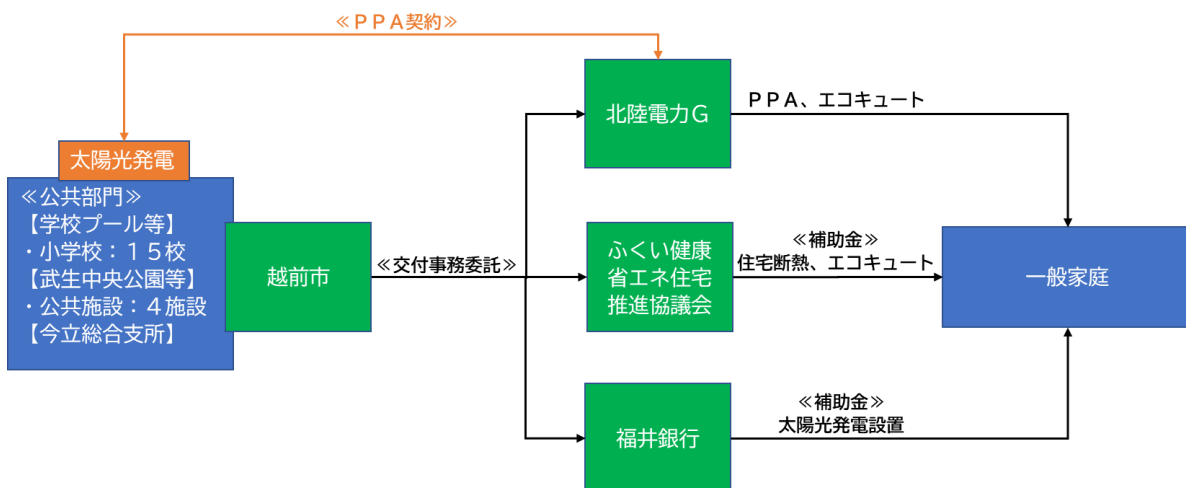 ≪ＰＰＡ契約≫
北陸電力Ｇ
ＰＰＡ、エコキュート
太陽光発電
≪公共部門≫
【学校プール等】
・小学校：１５校
【武生中央公園等】
・公共施設：４施設
【今立総合支所】
越前市
≪交付事務委託≫
ふくい健康
省エネ住宅
推進協議会
≪補助金≫
住宅断熱、エコキュート
一般家庭
福井銀行
≪補助金≫
太陽光発電設置